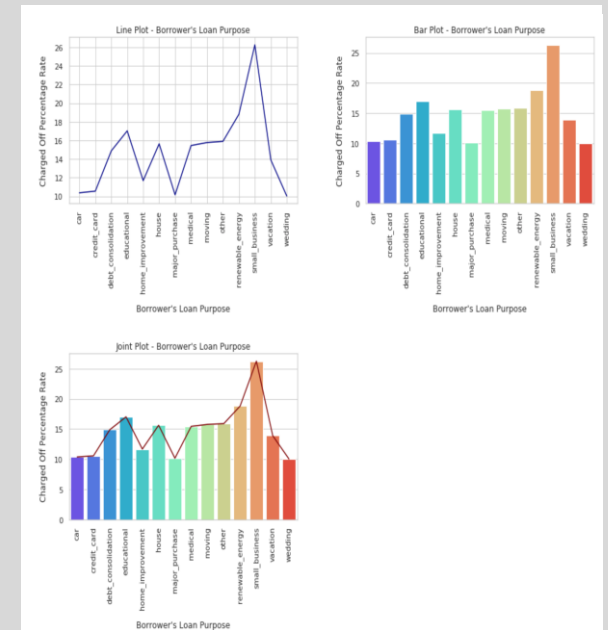 Line Plot - Borrower's Loan Purpose
Charged Off Percentage Rate
26
24
22
20
18
16
14
12
10
car
credit_card
debt_consolidation
educational
home_improvement
house
major_purchase
medical
moving
other
renewable_energy
small_business
vacation
wedding
Borrower's Loan Purpose
Bar Plot - Borrower's Loan Purpose
Charged Off Percentage Rate
25
20
15
10
5
0
car
credit_card
debt_consolidation
educational
home_improvement
house
major_purchase
medical
moving
other
renewable_energy
small_business
vacation
wedding
Borrower's Loan Purpose
Joint Plot - Borrower's Loan Purpose
Charged Off Percentage Rate
25
20
15
10
5
0
car
credit_card
debt_consolidation
educational
home_improvement
house
major_purchase
medical
moving
other
renewable_energy
small_business
vacation
wedding
Borrower's Loan Purpose